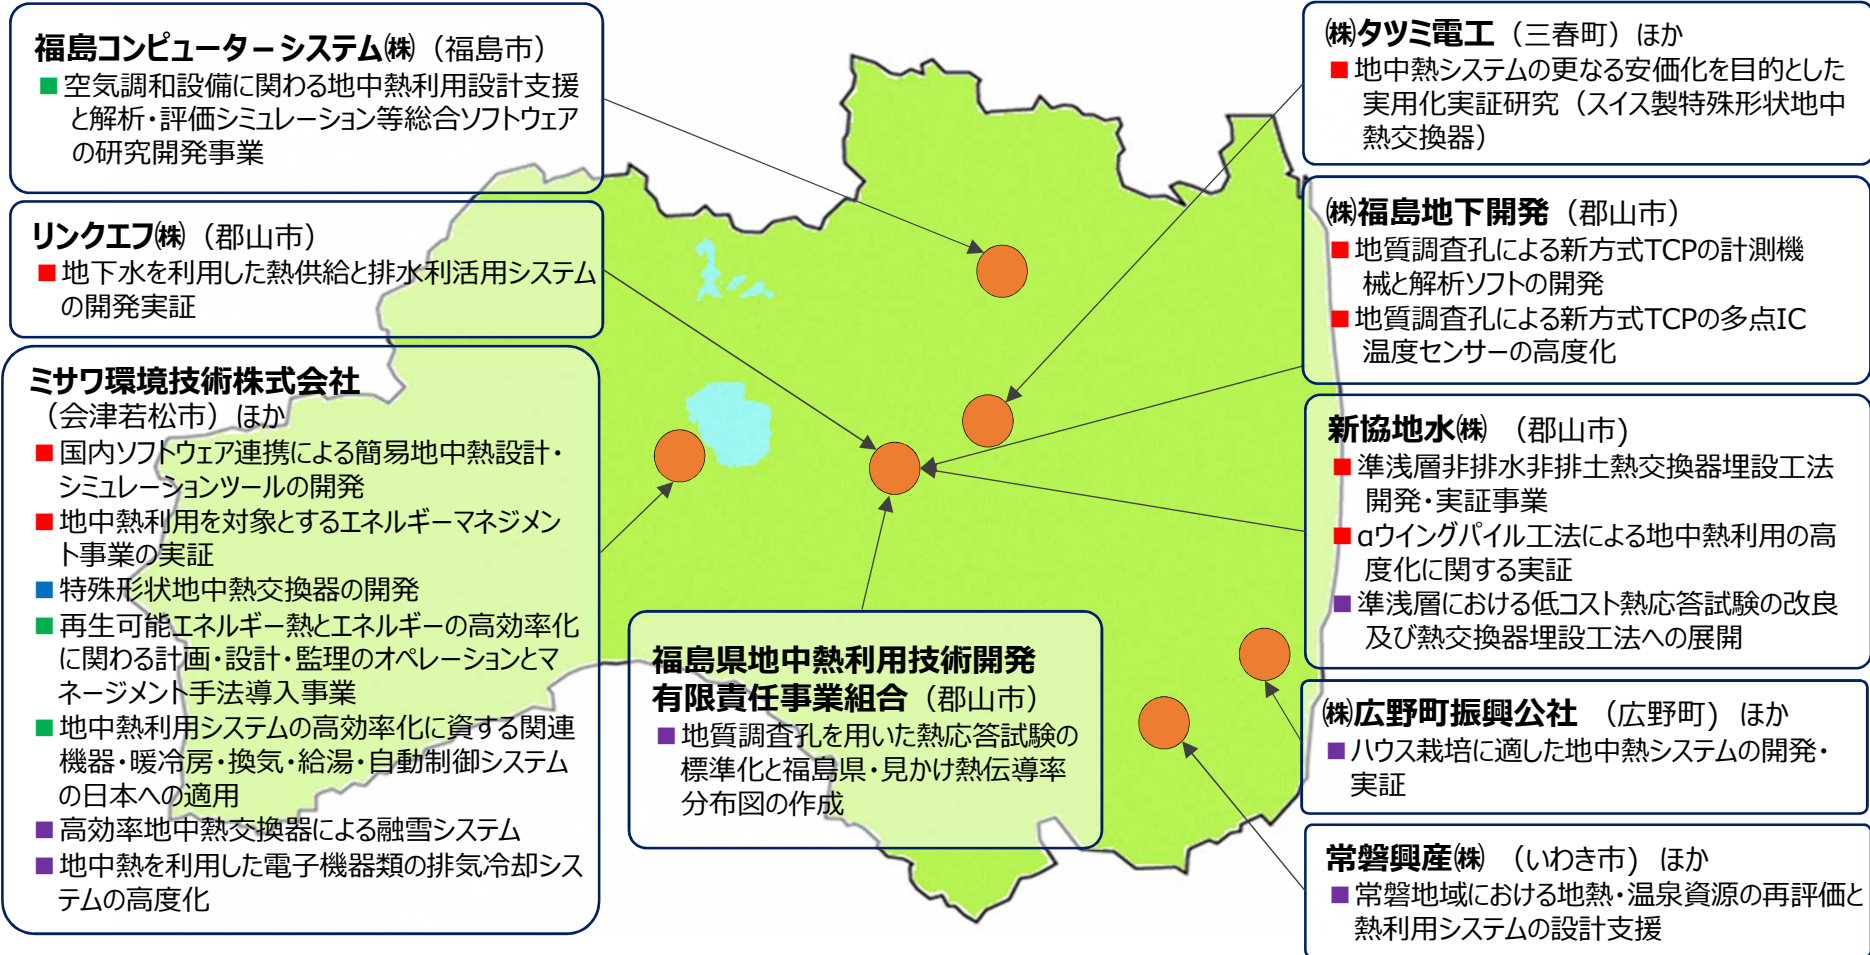 福島コンピューターシステム㈱（福島市）
■空気調和設備に関わる地中熱利用設計支援
と解析・評価シミュレーション等総合ソフトウェア
の研究開発事業
リンクエフ㈱（郡山市）
■地下水を利用した熱供給と排水利活用システム
の開発実証
ミサワ環境技術株式会社
（会津若松市）ほか
■国内ソフトウェア連携による簡易地中熱設計・
シミュレーションツールの開発
■地中熱利用を対象とするエネルギーマネジメン
ト事業の実証
■特殊形状地中熱交換器の開発
■再生可能エネルギー熱とエネルギーの高効率化
に関わる計画・設計・監理のオペレーションとマ
ネージメント手法導入事業
■地中熱利用システムの高効率化に資する関連
機器・暖冷房・換気・給湯・自動制御システム
の日本への適用
■高効率地中熱交換器による融雪システム
■地中熱を利用した電子機器類の排気冷却シス
テムの高度化
福島県地中熱利用技術開発
有限責任事業組合（郡山市）
■地質調査孔を用いた熱応答試験の
標準化と福島県・見かけ熱伝導率
分布図の作成
㈱タツミ電工（三春町）ほか
■地中熱システムの更なる安価化を目的とした
実用化実証研究（スイス製特殊形状地中
熱交換器）
㈱福島地下開発（郡山市）
■地質調査孔による新方式TCPの計測機
械と解析ソフトの開発
■地質調査孔による新方式TCPの多点IC
温度センサーの高度化
新協地水㈱（郡山市）
■準浅層非排水非排土熱交換器埋設工法
開発・実証事業
■αウイングパイル工法による地中熱利用の高
度化に関する実証
■準浅層における低コスト熱応答試験の改良
及び熱交換器埋設工法への展開
㈱広野町振興公社（広野町）ほか
■ハウス栽培に適した地中熱システムの開発・
実証
常磐興産㈱（いわき市）ほか
■常磐地域における地熱・温泉資源の再評価と
熱利用システムの設計支援